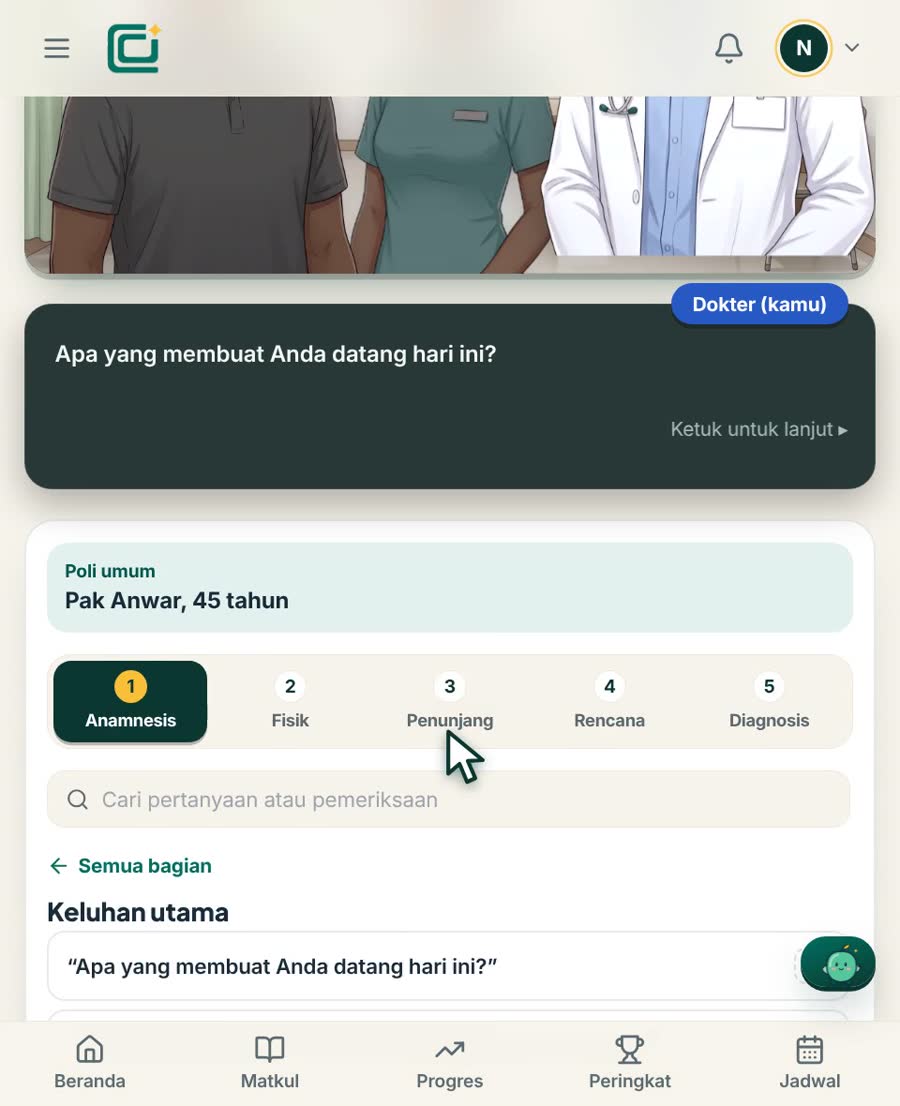 N
Dokter (kamu)
Apa yang membuat Anda datang hari ini?
Ketuk untuk lanjut ▸
Poli umum
Pak Anwar, 45 tahun
1
Anamnesis
2
Fisik
3
Penunjang
4
Rencana
5
Diagnosis
Cari pertanyaan atau pemeriksaan
← Semua bagian
Keluhan utama
“Apa yang membuat Anda datang hari ini?”
Beranda
Matkul
Progres
Peringkat
Jadwal